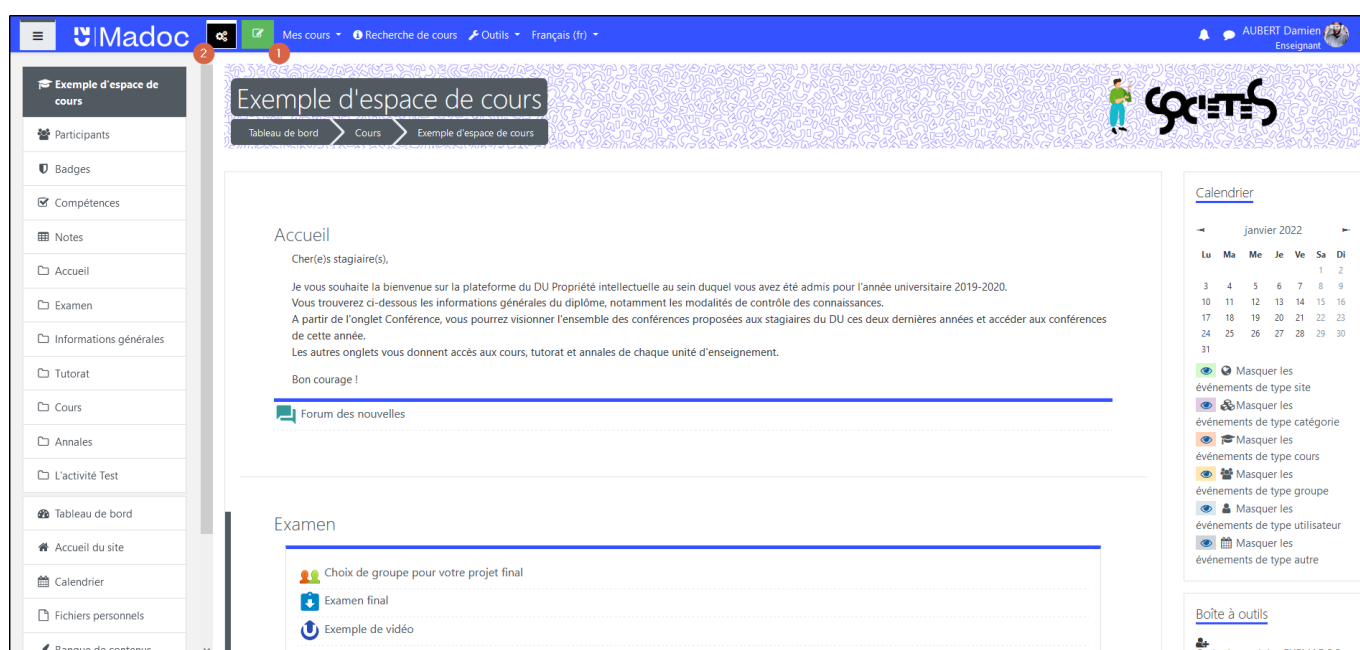 Madoc
2
1
Mes cours
Recherche de cours
Outils
Français (fr)
AUBERT Damien
Enseignant
Exemple d'espace de
cours
Participants
Badges
Compétences
Notes
Accueil
Examen
Informations générales
Tutorat
Cours
Annales
L'activité Test
Tableau de bord
Accueil du site
Calendrier
Fichiers personnels
Banque de contenus
Exemple d'espace de cours
Tableau de bord
Cours
Exemple d'espace de cours
SOCIETES
Accueil
Cher(e)s stagiaire(s),
Je vous souhaite la bienvenue sur la plateforme du DU Propriété intellectuelle au sein duquel vous avez été admis pour l'année universitaire 2019-2020.
Vous trouverez ci-dessous les informations générales du diplôme, notamment les modalités de contrôle des connaissances.
A partir de l'onglet Conférence, vous pourrez visionner l'ensemble des conférences proposées aux stagiaires du DU ces deux dernières années et accéder aux conférences
de cette année.
Les autres onglets vous donnent accès aux cours, tutorat et annales de chaque unité d'enseignement.
Bon courage !
Forum des nouvelles
Examen
Choix de groupe pour votre projet final
Examen final
Exemple de vidéo
Calendrier
janvier 2022
Lu Ma Me Je Ve Sa Di
1 2
3 4 5 6 7 8 9
10 11 12 13 14 15 16
17 18 19 20 21 22 23
24 25 26 27 28 29 30
31
Masquer les
événements de type site
Masquer les
événements de type catégorie
Masquer les
événements de type cours
Masquer les
événements de type groupe
Masquer les
événements de type utilisateur
Masquer les
événements de type autre
Boîte à outils